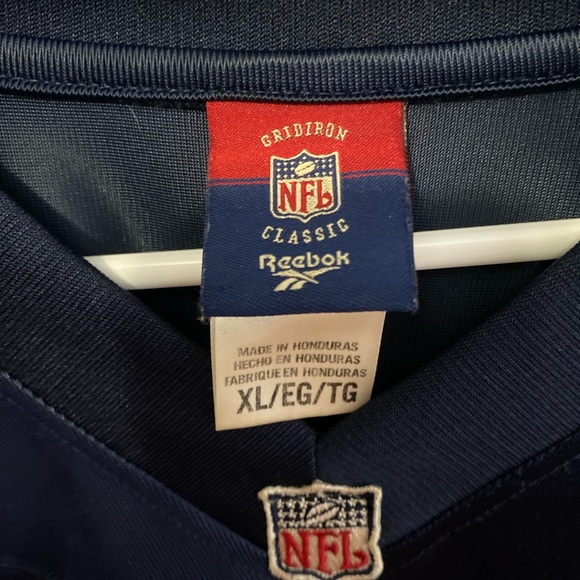 GRIDIRON
NFL
CLASSIC
Reebok
MADE IN HONDURAS
HECHO EN HONDURAS
FABRIQUE EN HONDURAS
XL/EG/TG
NFL